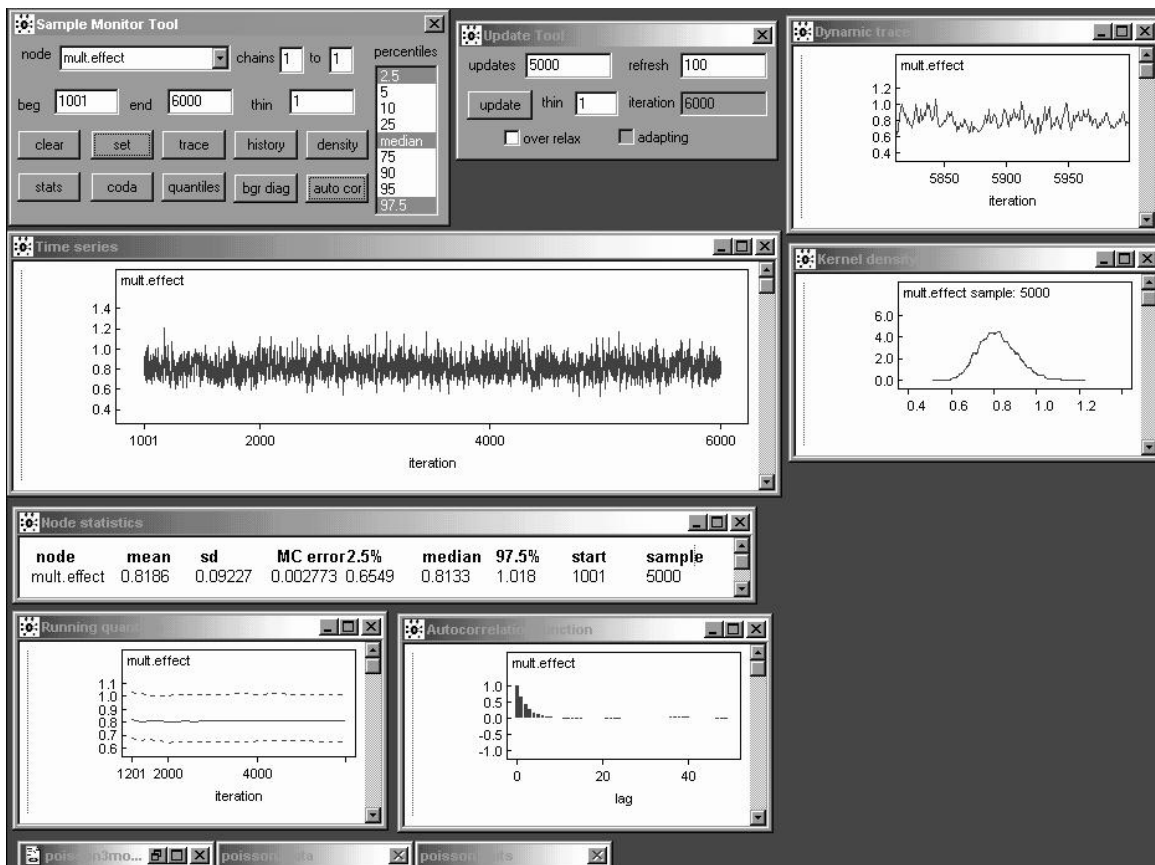 Sample Monitor Tool
node mult.effect chains 1 to 1 percentiles
2.5
5
10
25
median
75
90
95
97.5
beg 1001 end 6000 thin 1
clear set trace history density
stats coda quantiles bgr diag auto cor
Update Tool
updates 5000 refresh 100
update thin 1 iteration 6000
over relax adapting
Dynamic trace
mult.effect
1.2
1.0
0.8
0.6
0.4
5850 5900 5950
iteration
Time series
mult.effect
1.4
1.2
1.0
0.8
0.6
0.4
1001 2000 4000 6000
iteration
Kernel density
mult.effect sample: 5000
6.0
4.0
2.0
0.0
0.4 0.6 0.8 1.0 1.2
Node statistics
node mean sd MC error 2.5% median 97.5% start sample
mult.effect 0.8186 0.09227 0.002773 0.6549 0.8133 1.018 1001 5000
Running
mult.effect
1.1
1.0
0.9
0.8
0.7
0.6
1201 2000 4000
iteration
Autocorrelation function
mult.effect
1.0
0.5
0.0
-0.5
-1.0
0 20 40
lag
poisson3mo...